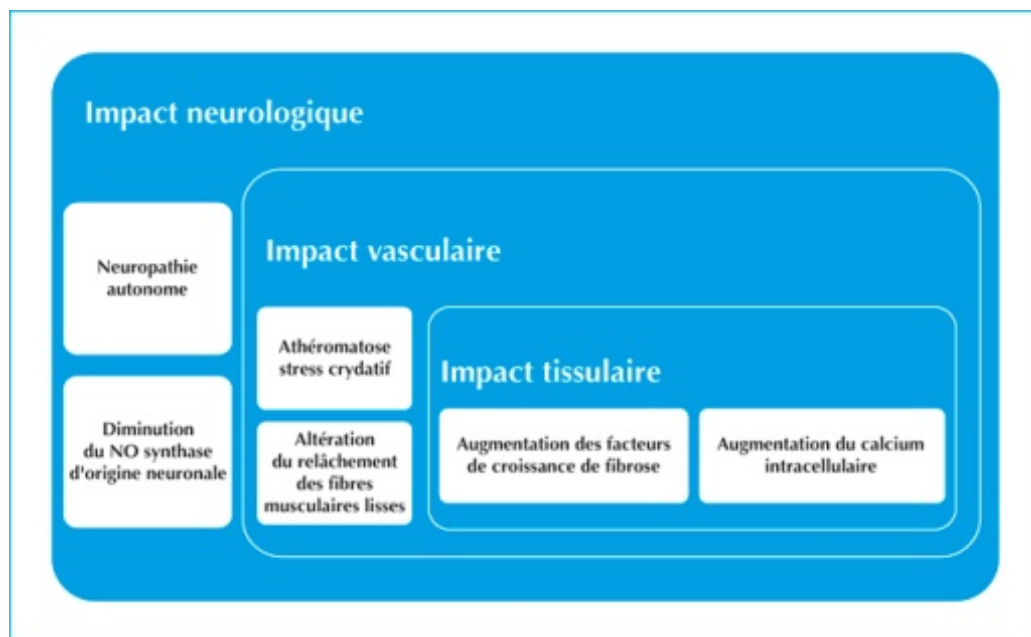 Impact neurologique
Neuropathie
autonome
Diminution
du NO synthase
d'origine neuronale
Impact vasculaire
Athéromatose
stress crydatif
Altération
du relâchement
des fibres
musculaires lisses
Impact tissulaire
Augmentation des facteurs
de croissance de fibrose
Augmentation du calcium
intracellulaire